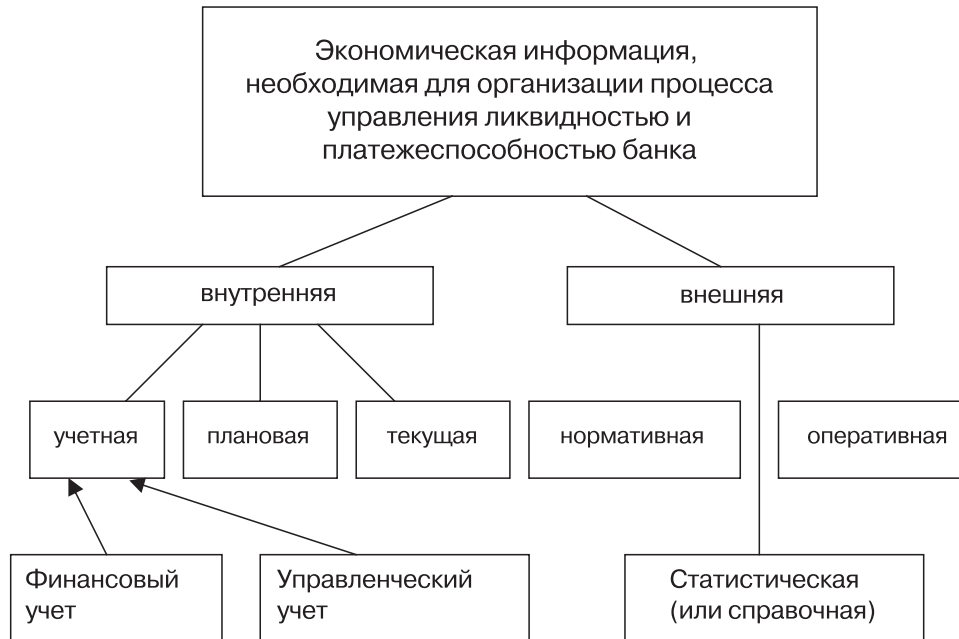 Экономическая информация,
необходимая для организации процесса
управления ликвидностью и
платежеспособностью банка
внутренняя
внешняя
учетная
плановая
текущая
нормативная
оперативная
Финансовый
учет
Управленческий
учет
Статистическая
(или справочная)